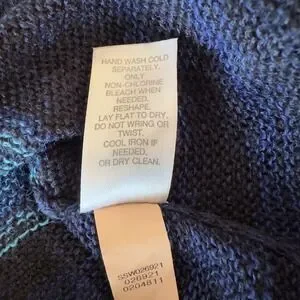 HAND WASH COLD
SEPARATELY.
ONLY
NON-CHLORINE
BLEACH WHEN
NEEDED.
RESHAPE.
LAY FLAT TO DRY.
DO NOT WRING OR
TWIST.
COOL IRON IF
NEEDED,
OR DRY CLEAN.
SSW026921
026921
0204811